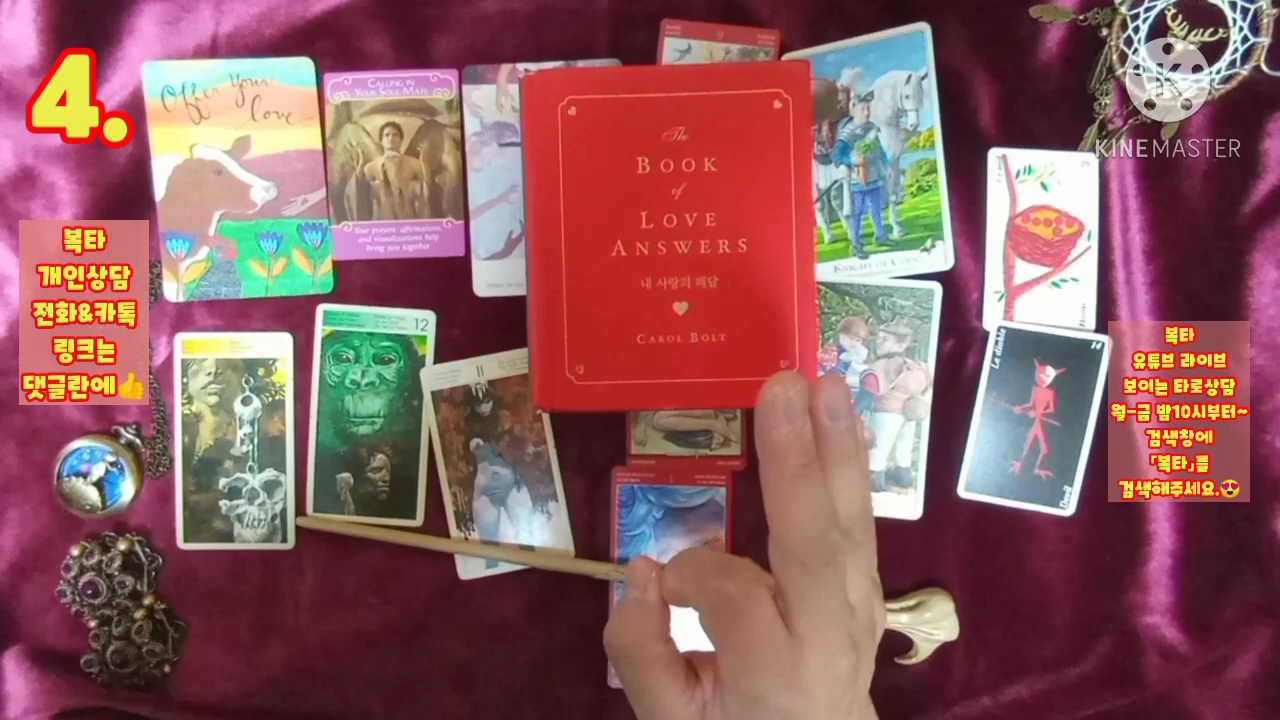 4.
복타
개인상담
전화&카톡
링크는
댓글란에👍
Offer Your
love
CALLING IN
YOUR SOUL MATE
Your prayers, affirmations,
and visualizations help
bring you together
12
II
The
BOOK
of
LOVE
ANSWERS
내 사랑의 해답
CAROL BOLT
KNIGHT OF
K
KINEMASTER
14
Devil
복타
유튜브 라이브
보이는 타로상담
월-금 밤10시부터~
검색창에
「복타」를
검색해주세요.😍